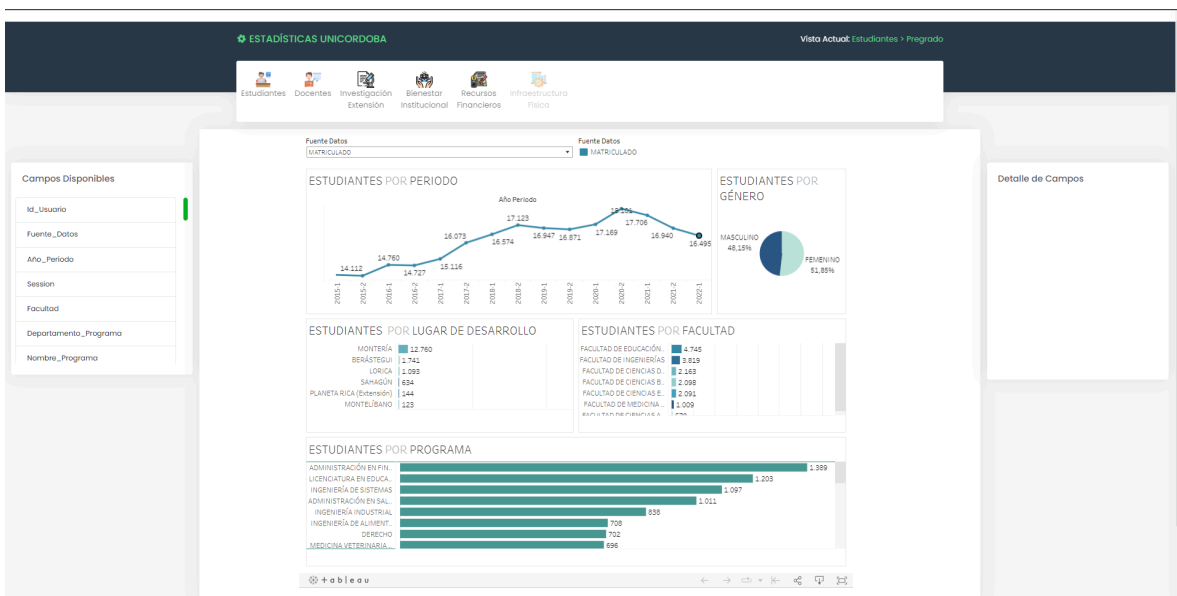 ESTADÍSTICAS UNICORDOBA
Vista Actual: Estudiantes > Pregrado
Estudiantes
Docentes
Investigación
Extensión
Bienestar
Institucional
Recursos
Financieros
Infraestructura
Física
Campos Disponibles
Id_Usuario
Fuente_Datos
Año_Periodo
Session
Facultad
Departamento_Programa
Nombre_Programa
Fuente Datos
MATRICULADO
Fuente Datos
MATRICULADO
ESTUDIANTES POR PERIODO
Año Periodo
14.112
14.760
14.727
15.116
16.073
16.574
17.123
16.947
16.871
17.169
17.706
16.940
16.495
2015-1
2015-2
2016-1
2016-2
2017-1
2017-2
2018-1
2018-2
2019-1
2019-2
2020-1
2020-2
2021-1
2021-2
2022-1
ESTUDIANTES POR
GÉNERO
MASCULINO
48,15%
FEMENINO
51,85%
ESTUDIANTES POR LUGAR DE DESARROLLO
MONTERÍA 12.760
BERÁSTEGUI 1.741
LORICA 1.093
SAHAGÚN 634
PLANETA RICA (Extensión) 144
MONTELÍBANO 123
ESTUDIANTES POR FACULTAD
FACULTAD DE EDUCACIÓN.. 4.745
FACULTAD DE INGENIERÍAS 3.819
FACULTAD DE CIENCIAS D.. 2.163
FACULTAD DE CIENCIAS B.. 2.098
FACULTAD DE CIENCIAS E.. 2.091
FACULTAD DE MEDICINA .. 1.009
FACULTAD DE CIENCIAS A..
ESTUDIANTES POR PROGRAMA
ADMINISTRACIÓN EN FIN.. 1.389
LICENCIATURA EN EDUCA.. 1.203
INGENIERÍA DE SISTEMAS 1.097
ADMINISTRACIÓN EN SAL.. 1.011
INGENIERÍA INDUSTRIAL 838
INGENIERÍA DE ALIMENT.. 708
DERECHO 702
MEDICINA VETERINARIA .. 696
Detalle de Campos
+ableau